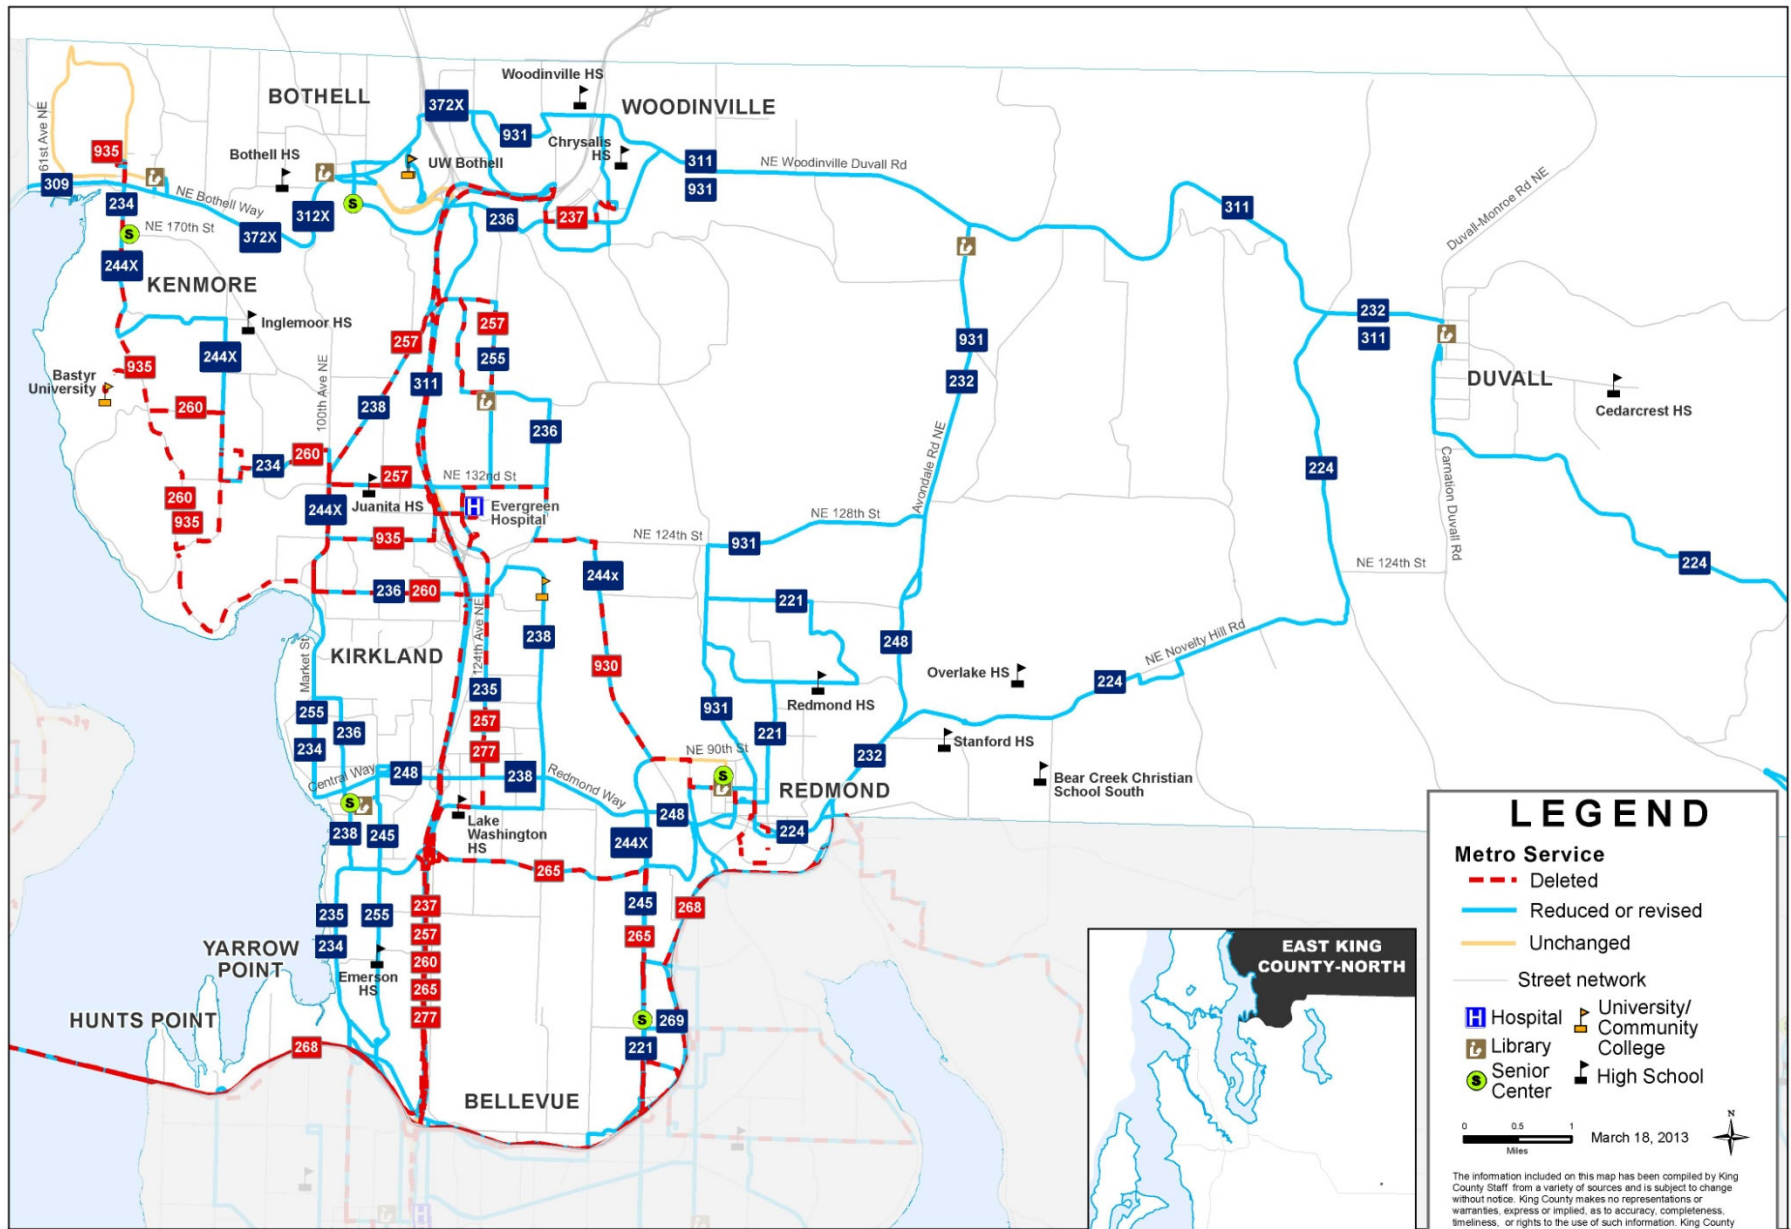 Woodinville HS
BOTHELL
372X
WOODINVILLE
61st Ave NE
935
931
Chrysalis
HS
Bothell HS
UW Bothell
311
NE Woodinville Duvall Rd
931
309
234
NE Bothell Way
312X
236
237
311
Duvall-Monroe Rd NE
NE 170th St
372X
244X
KENMORE
Inglemoor HS
257
257
232
311
931
244X
255
Bastyr
University
935
100th Ave NE
311
232
DUVALL
Cedarcrest HS
260
238
236
Avondale Rd NE
260
234
257
NE 132nd St
224
Carnation Duvall Rd
260
935
Juanita HS
244X
H
Evergreen
Hospital
NE 128th St
NE 124th St
931
935
244x
NE 124th St
224
236
260
221
124th Ave NE
238
248
NE Novelty Hill Rd
Market St
KIRKLAND
930
Overlake HS
224
235
Redmond HS
255
931
257
236
221
234
277
NE 90th St
232
Stanford HS
Central Way
248
238
Redmond Way
S
Bear Creek Christian
School South
REDMOND
S
238
245
Lake
Washington
HS
248
244X
224
265
237
245
268
235
255
257
265
234
YARROW
POINT
260
Emerson
HS
265
HUNTS POINT
277
S
269
268
221
BELLEVUE
EAST KING
COUNTY-NORTH
LEGEND
Metro Service
Deleted
Reduced or revised
Unchanged
Street network
H Hospital
University/
Community
College
Library
S Senior
Center
High School
0 0.5 1
Miles
March 18, 2013
N
The information included on this map has been compiled by King
County Staff from a variety of sources and is subject to change
without notice. King County makes no representations or
warranties, express or implied, as to accuracy, completeness,
timeliness, or rights to the use of such information. King County